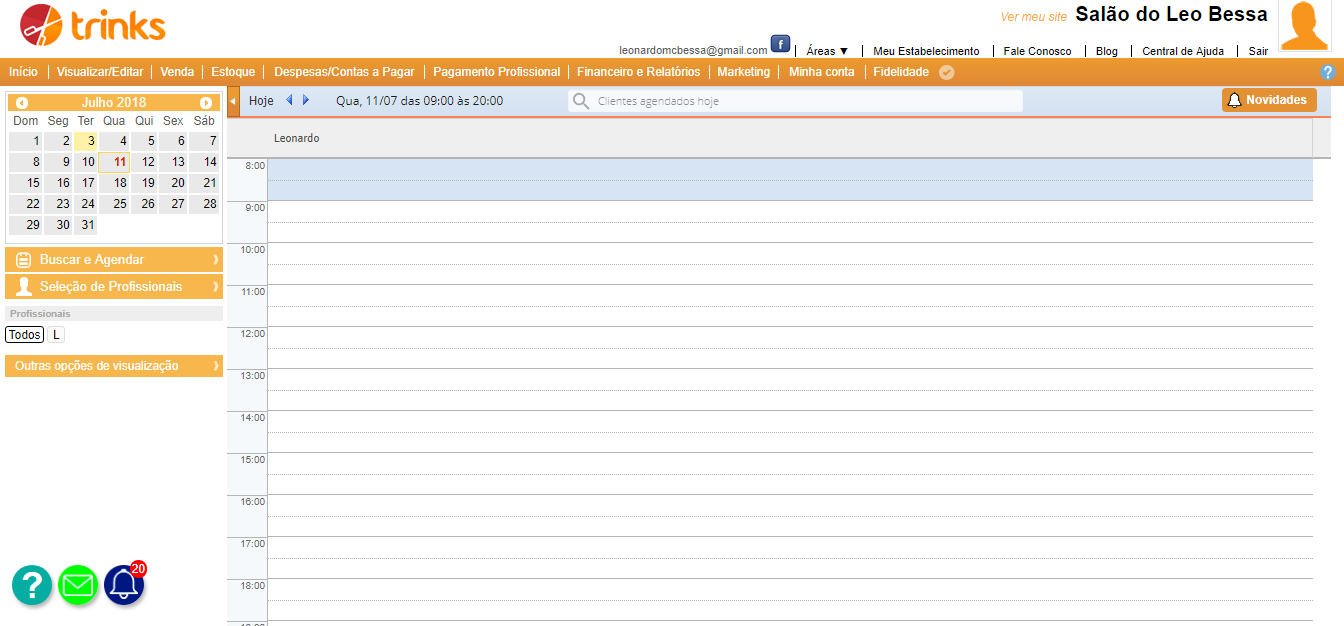 trinks
Ver meu site Salão do Leo Bessa
leonardomcbessa@gmail.com f Áreas ▼ Meu Estabelecimento Fale Conosco Blog Central de Ajuda Sair
Início Visualizar/Editar Venda Estoque Despesas/Contas a Pagar Pagamento Profissional Financeiro e Relatórios Marketing Minha conta Fidelidade ?
Julho 2018
Dom Seg Ter Qua Qui Sex Sáb
1 2 3 4 5 6 7
8 9 10 11 12 13 14
15 16 17 18 19 20 21
22 23 24 25 26 27 28
29 30 31
Buscar e Agendar
Seleção de Profissionais
Profissionais
Todos L
Outras opções de visualização
? 20
Hoje Qua, 11/07 das 09:00 às 20:00 Clientes agendados hoje Novidades
Leonardo
8:00
9:00
10:00
11:00
12:00
13:00
14:00
15:00
16:00
17:00
18:00